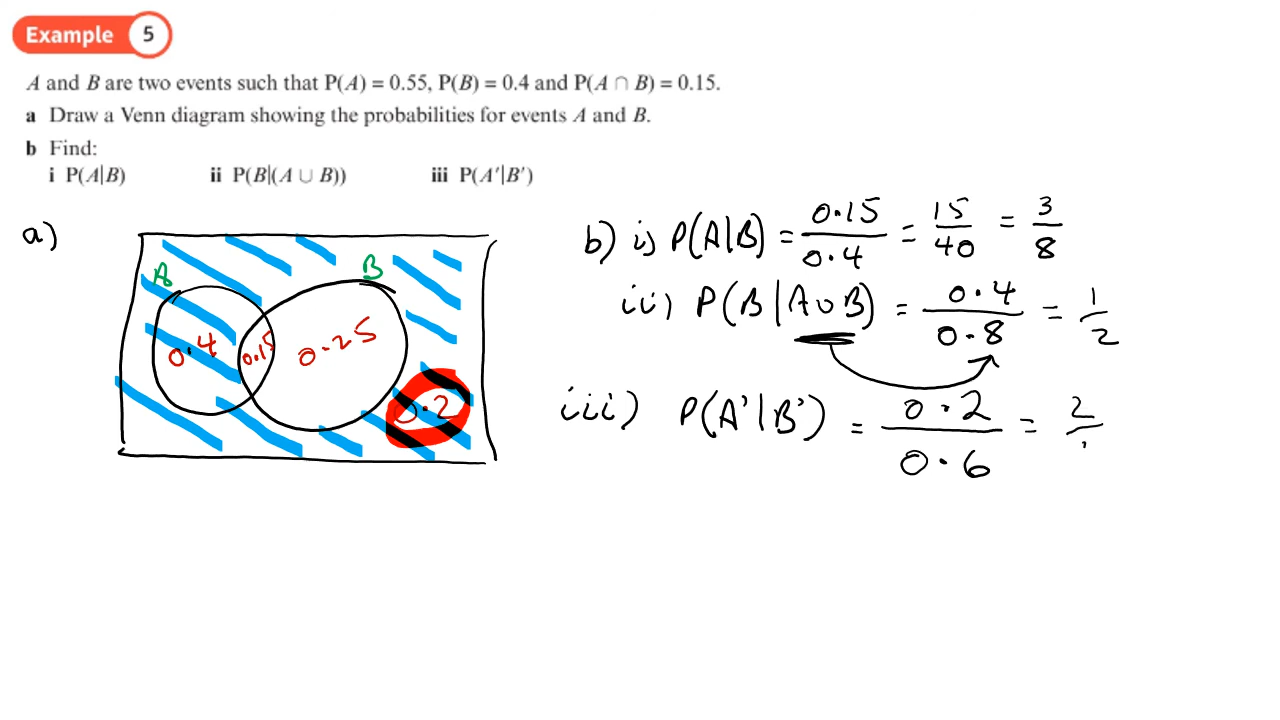 Example 5
A and B are two events such that P(A) = 0.55, P(B) = 0.4 and P(A ∩ B) = 0.15.
a Draw a Venn diagram showing the probabilities for events A and B.
b Find:
i P(A|B) ii P(B|(A ∪ B)) iii P(A′|B′)
a)
A B
0.4 0.15 0.25
0.2
b) i) P(A|B) = 0.15/0.4 = 15/40 = 3/8
ii) P(B|A∪B) = 0.4/0.8 = 1/2
iii) P(A'|B') = 0.2/0.6 = 2/